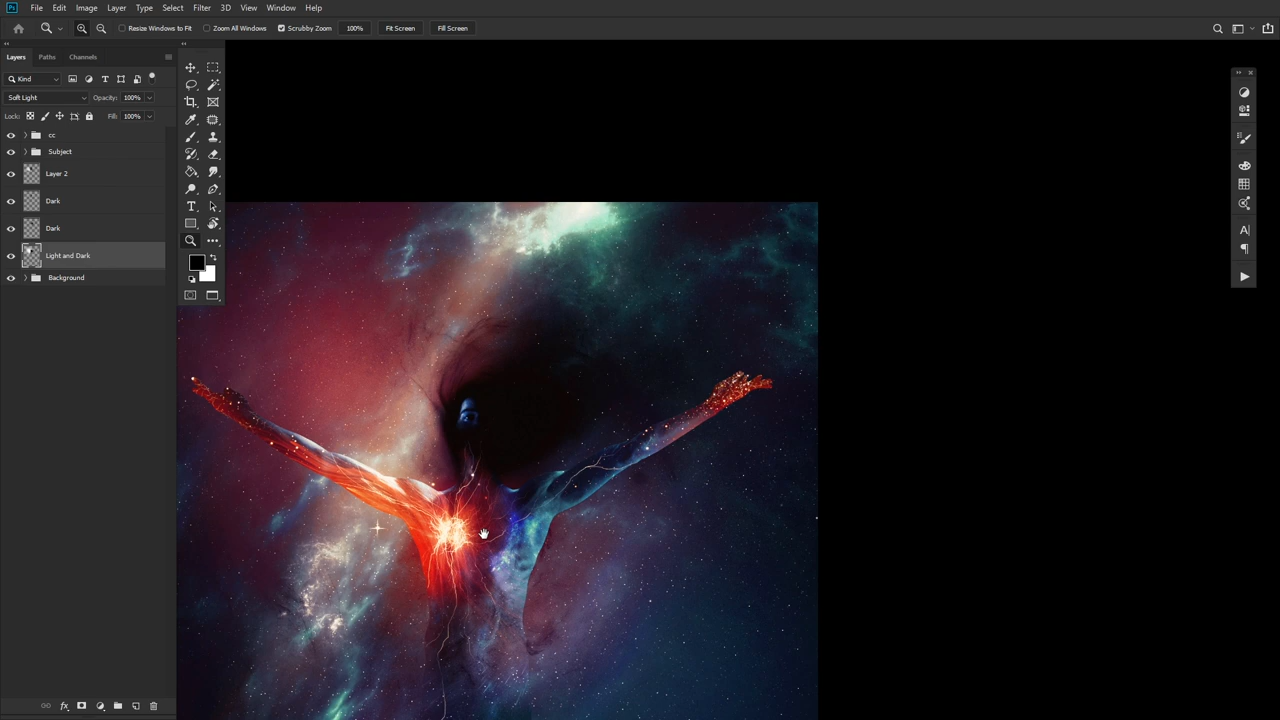 Ps File Edit Image Layer Type Select Filter 3D View Window Help
Resize Windows to Fit Zoom All Windows Scrubby Zoom 100% Fit Screen Fill Screen
Layers Paths Channels
Kind
Soft Light Opacity: 100%
Lock: Fill: 100%
cc
Subject
Layer 2
Dark
Dark
Light and Dark
Background